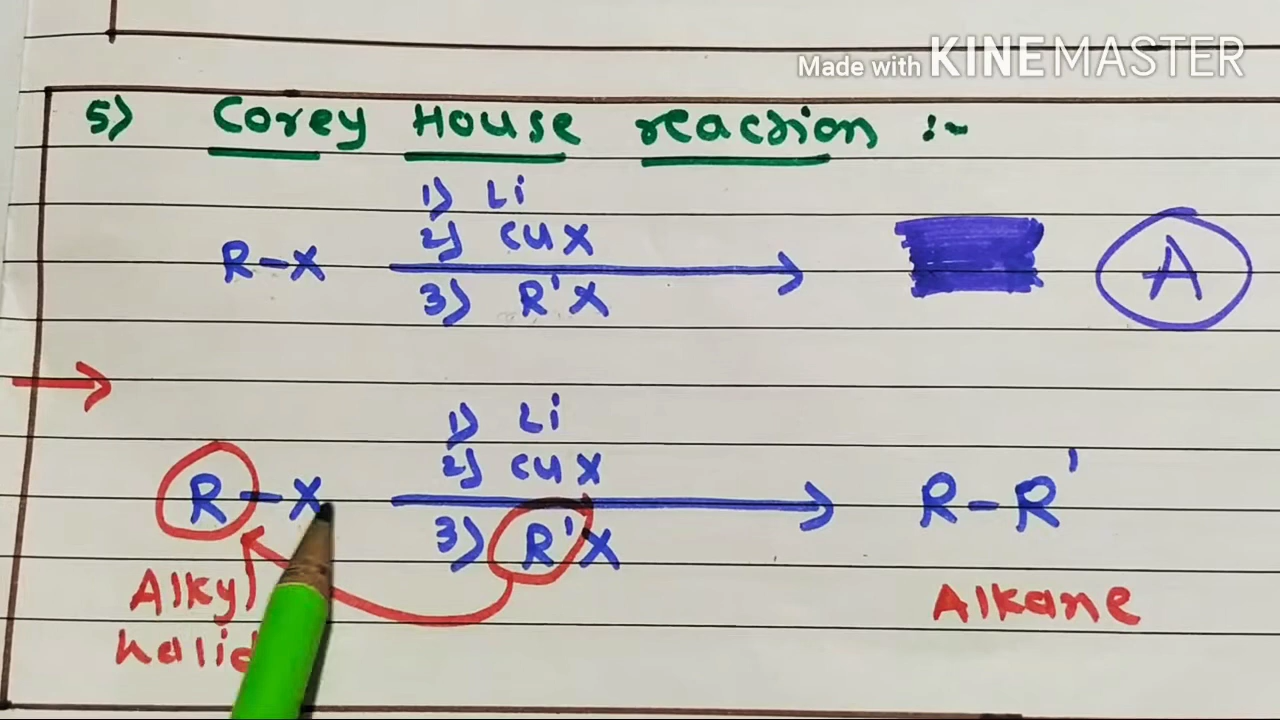 Made with KINEMASTER
5) Corey House reaction :-
1) Li
2) CuX
R-X
3) R'X
A
1) Li
2) CuX
R-X
R-R'
3) R'X
Alkyl
Alkane